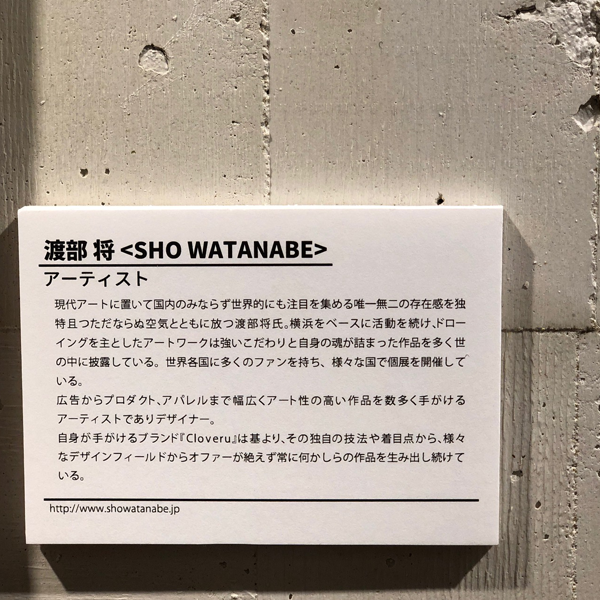 渡部 将 <SHO WATANABE>
アーティスト
現代アートに置いて国内のみならず世界的にも注目を集める唯一無二の存在感を独
特且つただならぬ空気とともに放つ渡部将氏。横浜をベースに活動を続け、ドロー
イングを主としたアートワークは強いこだわりと自身の魂が詰まった作品を多く世
の中に披露している。世界各国に多くのファンを持ち、様々な国で個展を開催して
いる。
広告からプロダクト、アパレルまで幅広くアート性の高い作品を数多く手がける
アーティストでありデザイナー。
自身が手がけるブランド『Cloveru』は基より、その独自の技法や着目点から、様々
なデザインフィールドからオファーが絶えず常に何かしらの作品を生み出し続けて
いる。
http://www.showatanabe.jp